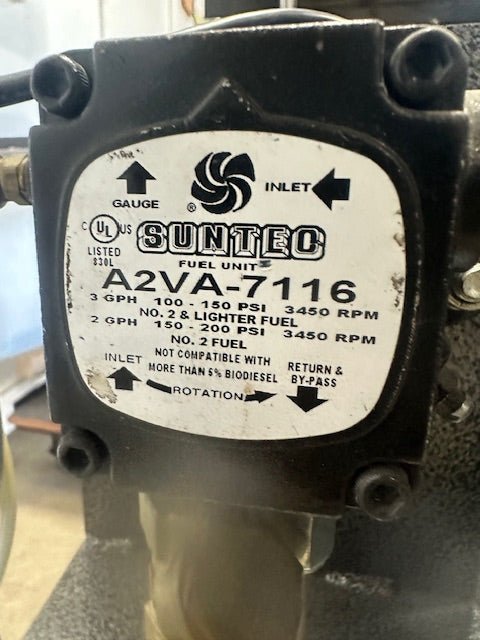 GAUGE
INLET
®
C UL US
LISTED
830L
SUNTEC
FUEL UNIT
A2VA-7116
3 GPH 100 - 150 PSI 3450 RPM
NO. 2 & LIGHTER FUEL
2 GPH 150 - 200 PSI 3450 RPM
NO. 2 FUEL
NOT COMPATIBLE WITH
MORE THAN 5% BIODIESEL
INLET
RETURN &
BY-PASS
ROTATION